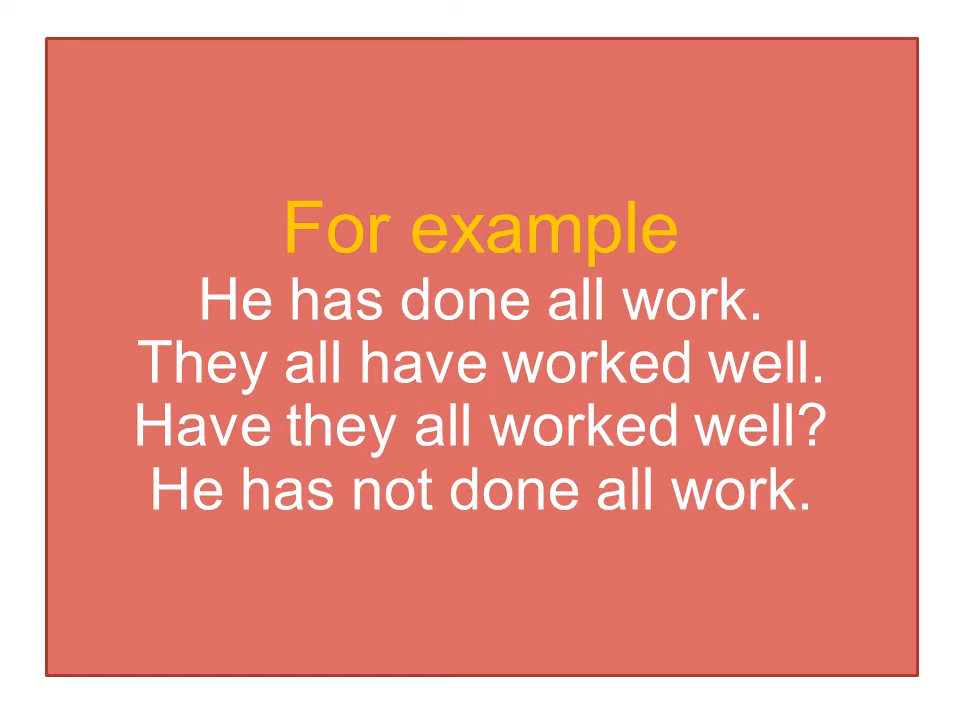 For example
He has done all work.
They all have worked well.
Have they all worked well?
He has not done all work.